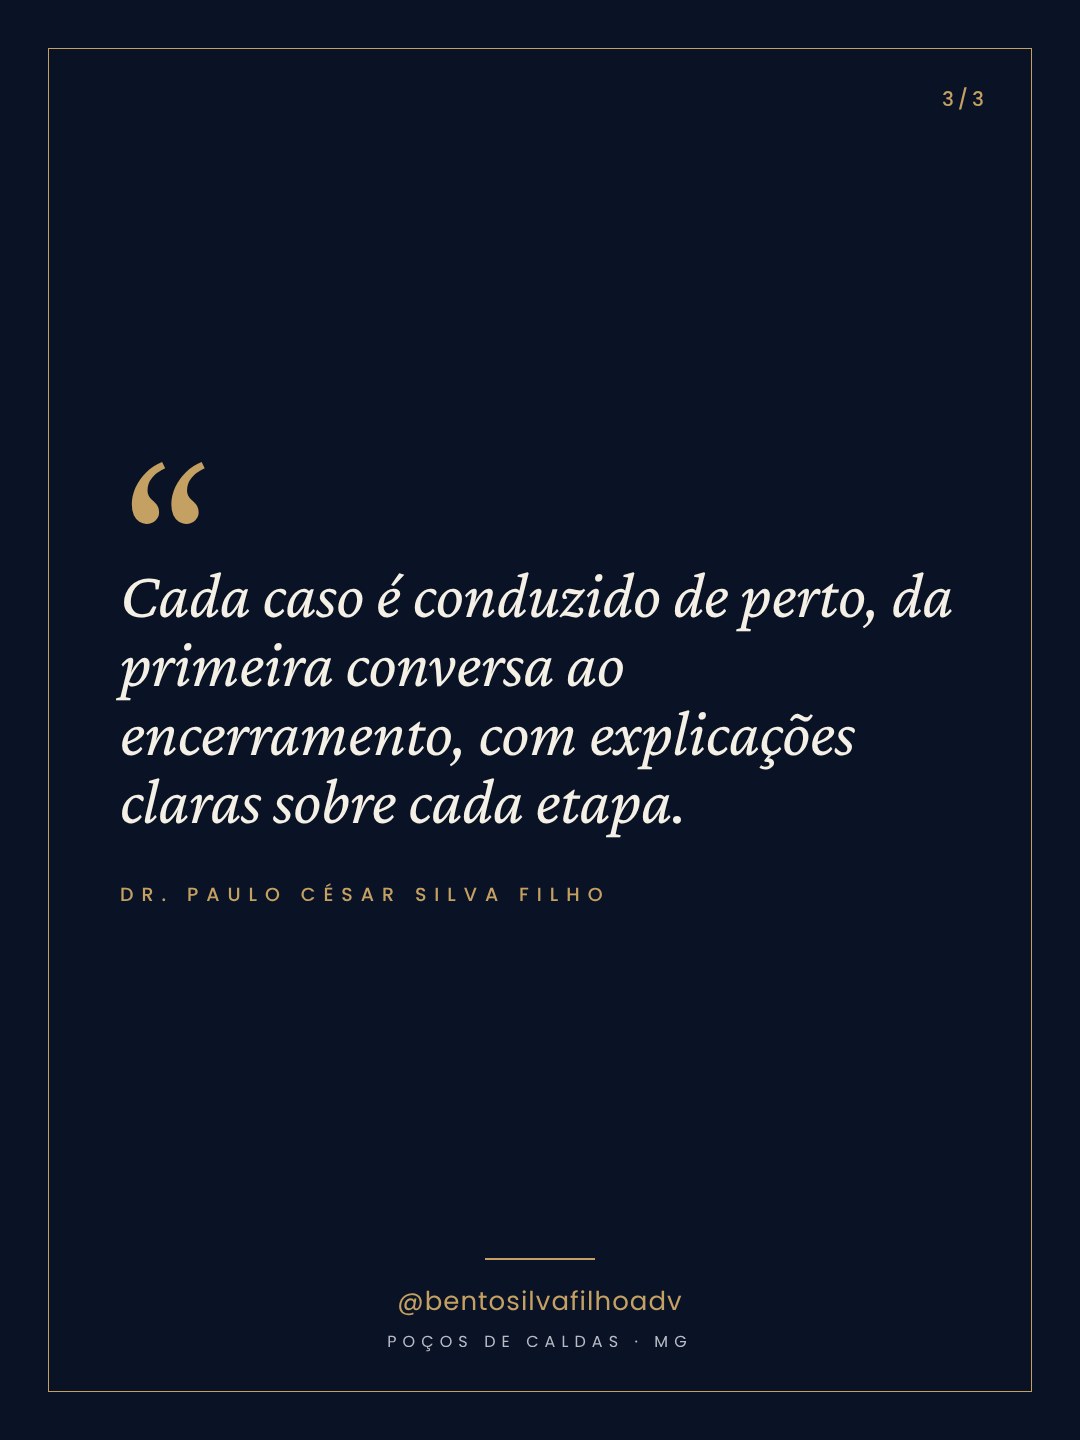 3/3
“
Cada caso é conduzido de perto, da
primeira conversa ao
encerramento, com explicações
claras sobre cada etapa.
DR. PAULO CÉSAR SILVA FILHO
@bentosilvafilhoadv
POÇOS DE CALDAS · MG